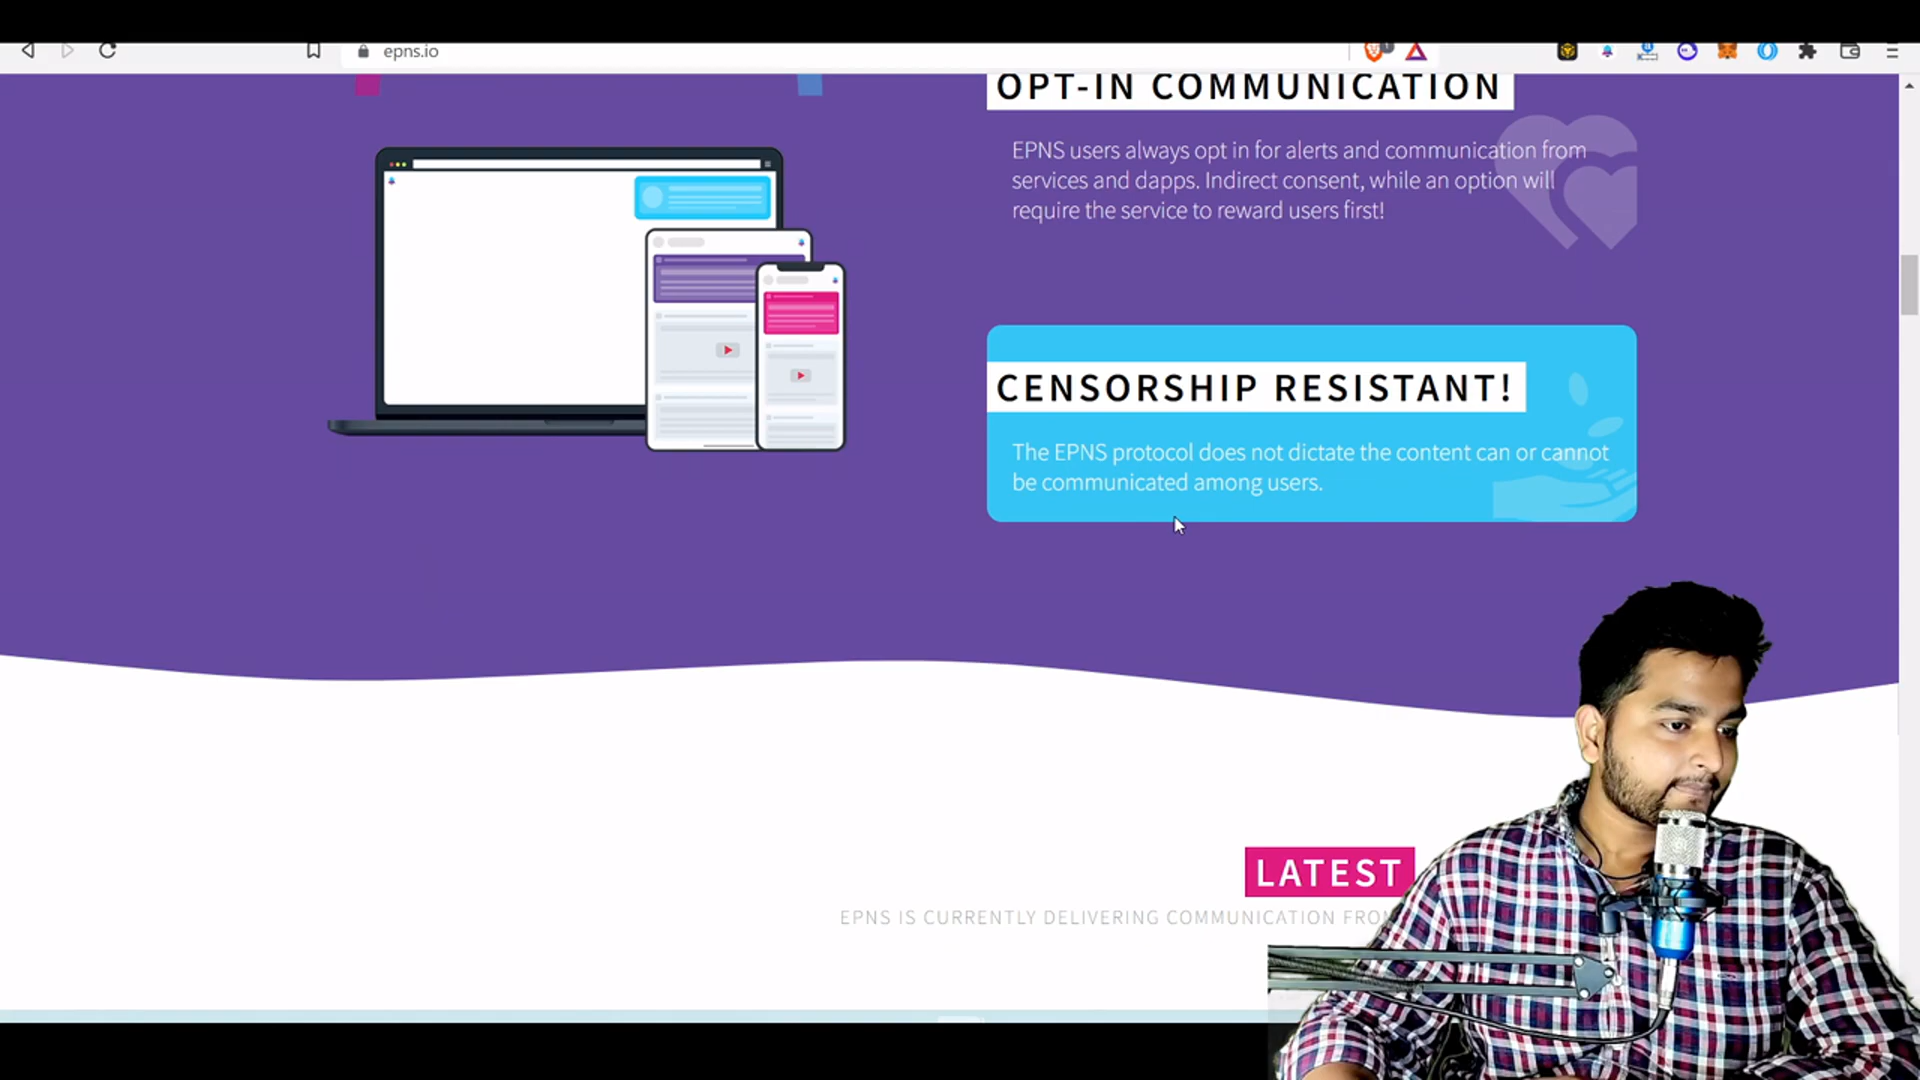 epns.io
OPT-IN COMMUNICATION
EPNS users always opt in for alerts and communication from
services and dapps. Indirect consent, while an option will
require the service to reward users first!
CENSORSHIP RESISTANT!
The EPNS protocol does not dictate the content can or cannot
be communicated among users.
LATEST
EPNS IS CURRENTLY DELIVERING COMMUNICATION